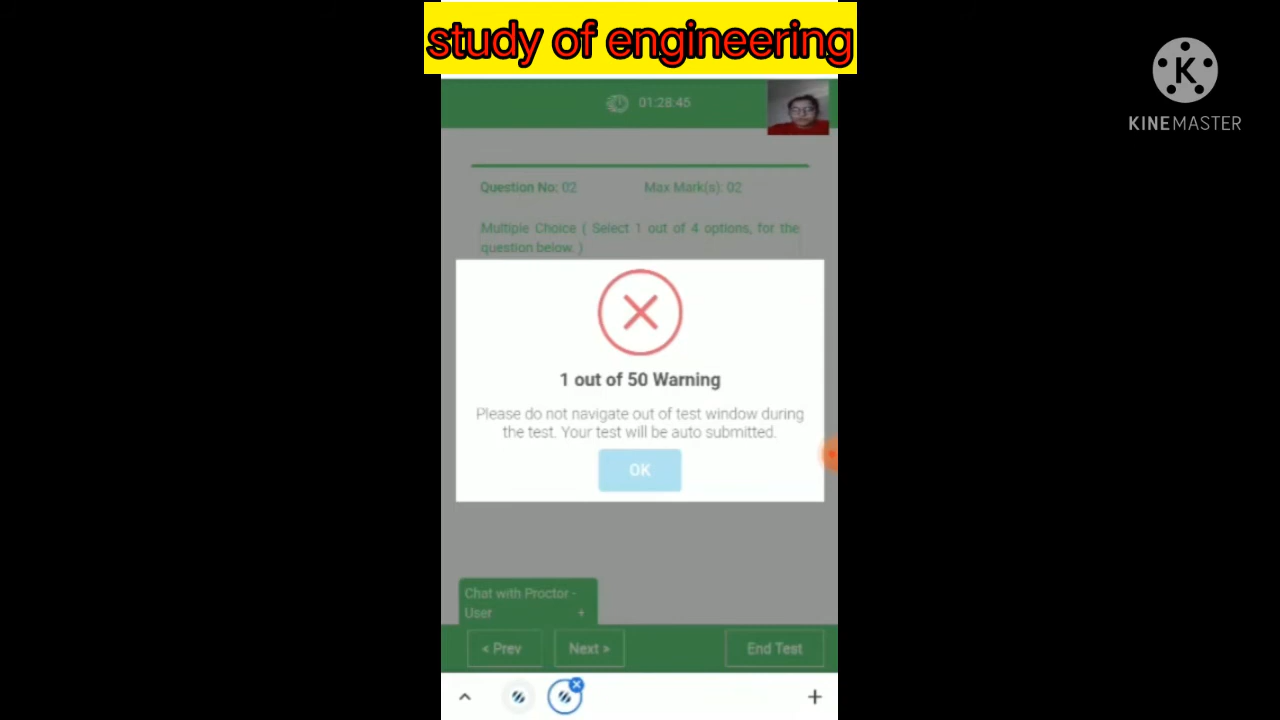 study of engineering
K
KINEMASTER
01:28:45
Question No: 02 Max Mark(s): 02
Multiple Choice ( Select 1 out of 4 options, for the
question below. )
1 out of 50 Warning
Please do not navigate out of test window during
the test. Your test will be auto submitted.
OK
Chat with Proctor -
User +
< Prev Next » End Test